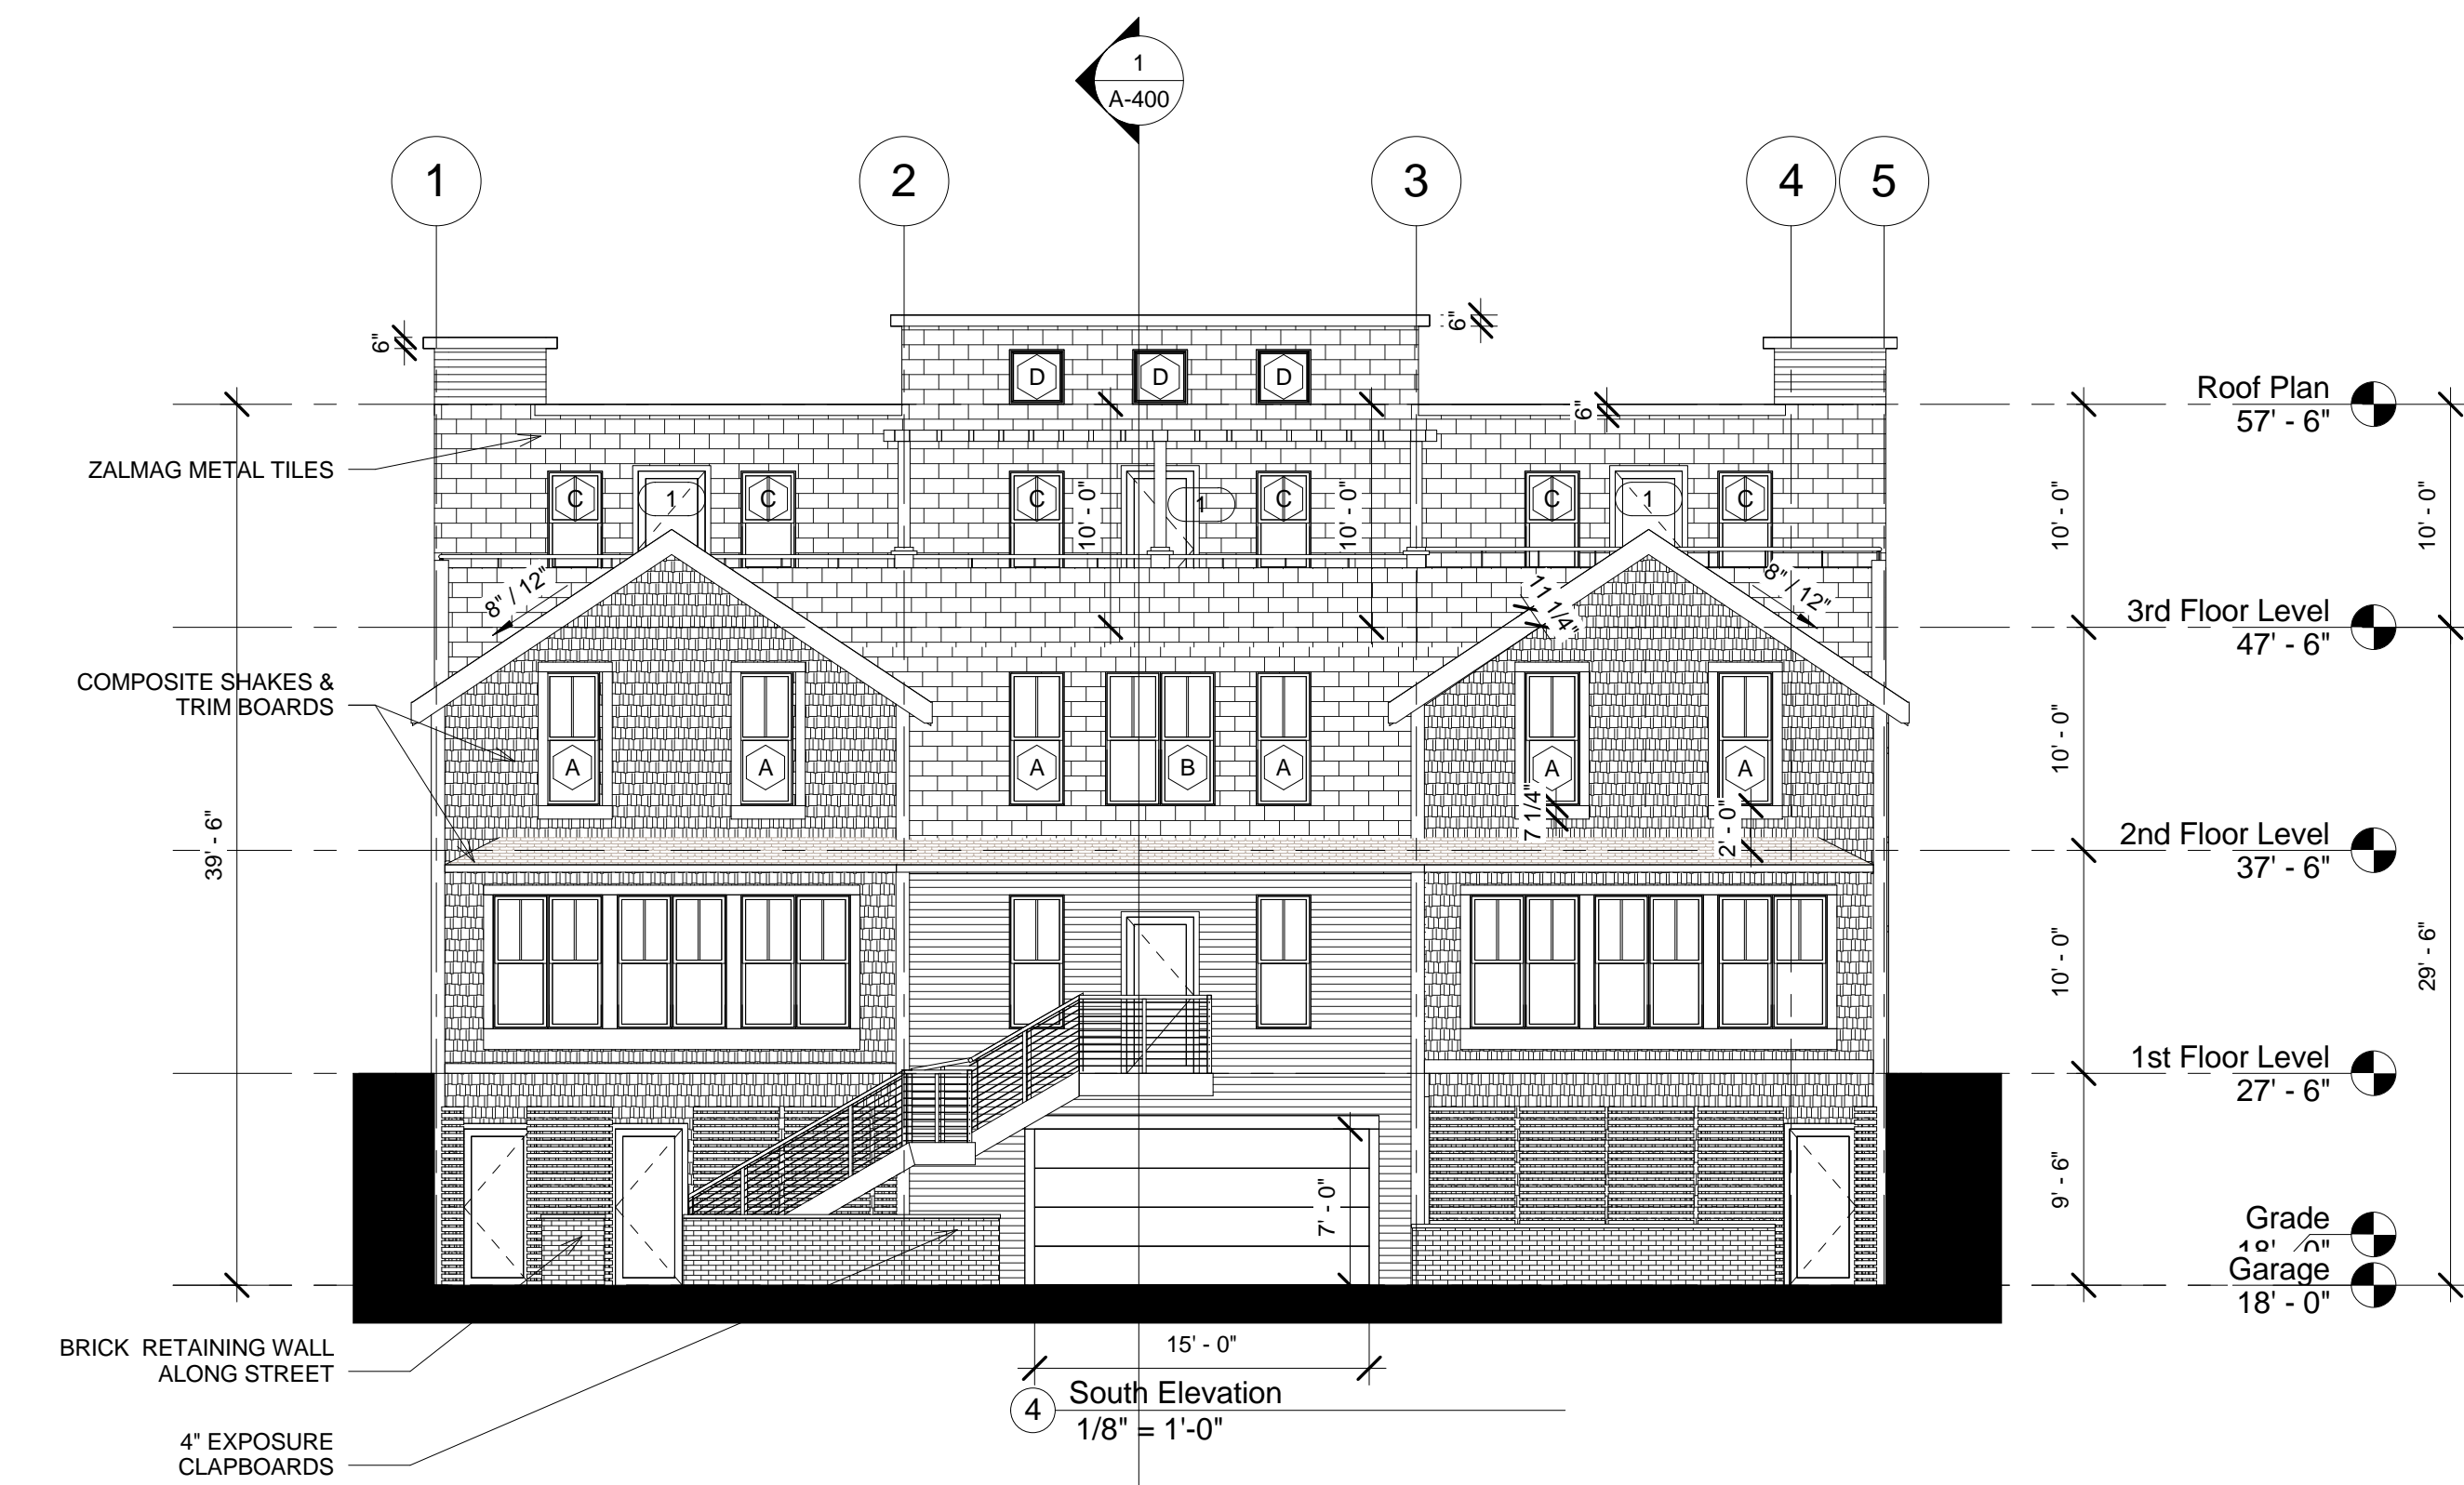 1
A-400
1
2
3
4
5
6"
6"
6"
D
D
D
Roof Plan
57' - 6"
ZALMAG METAL TILES
C
1
C
C
1
C
C
1
C
10' - 0"
10' - 0"
10' - 0"
10' - 0"
8" / 12"
11 1/4"
8" / 12"
3rd Floor Level
47' - 6"
COMPOSITE SHAKES &
TRIM BOARDS
A
A
A
B
A
A
A
10' - 0"
7 1/4"
2' - 0"
39' - 6"
2nd Floor Level
37' - 6"
10' - 0"
29' - 6"
1st Floor Level
27' - 6"
9' - 6"
7' - 0"
Grade
18' - 0"
Garage
18' - 0"
BRICK RETAINING WALL
ALONG STREET
15' - 0"
4
South Elevation
1/8" = 1'-0"
4" EXPOSURE
CLAPBOARDS